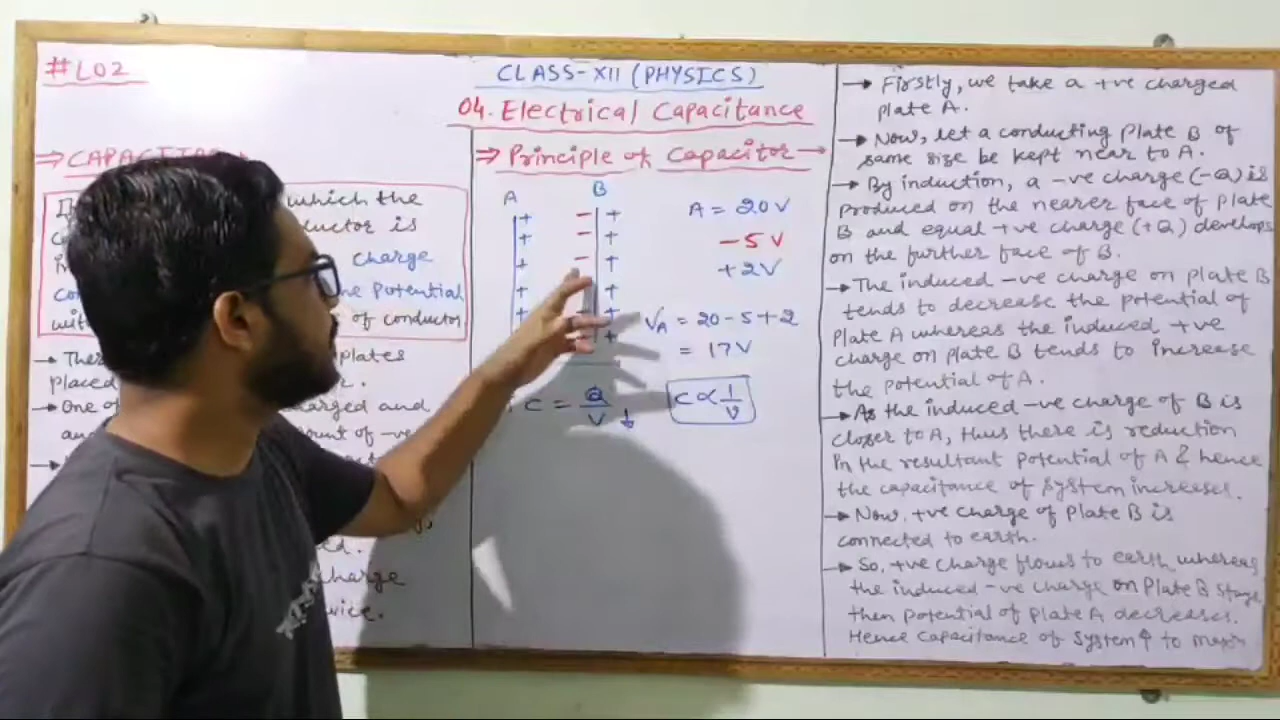 #L02
CLASS-XII (PHYSICS)
04. Electrical Capacitance
⇒ CAPACITOR
which the
ductor is
charge
the Potential
with of conductor
→ plates
placed
→ One of charged and
amount of -ve
charge
⇒ Principle of Capacitor →
A B
+ - +
+ - +
+ - +
+ +
+ +
+
A = 20V
-5V
+2V
VA = 20-5+2
= 17V
C = Q/V ↓
C ∝ 1/V
→ Firstly, we take a +ve charged
plate A.
→ Now, let a conducting Plate B of
same size be kept near to A.
→ By induction, a -ve charge (-Q) is
Produced on the nearer face of Plate
B and equal +ve charge (+Q) develops
on the further face of B.
→ The induced -ve charge on plate B
tends to decrease the potential of
Plate A whereas the induced +ve
charge on plate B tends to increase
the potential of A.
→ As the induced -ve charge of B is
closer to A, thus there is reduction
in the resultant potential of A & hence
the capacitance of system increases.
→ Now, +ve charge of Plate B is
connected to earth.
→ So, +ve charge flows to earth whereas
the induced -ve charge on Plate B stays
then potential of plate A decreases.
Hence Capacitance of System ↑ to